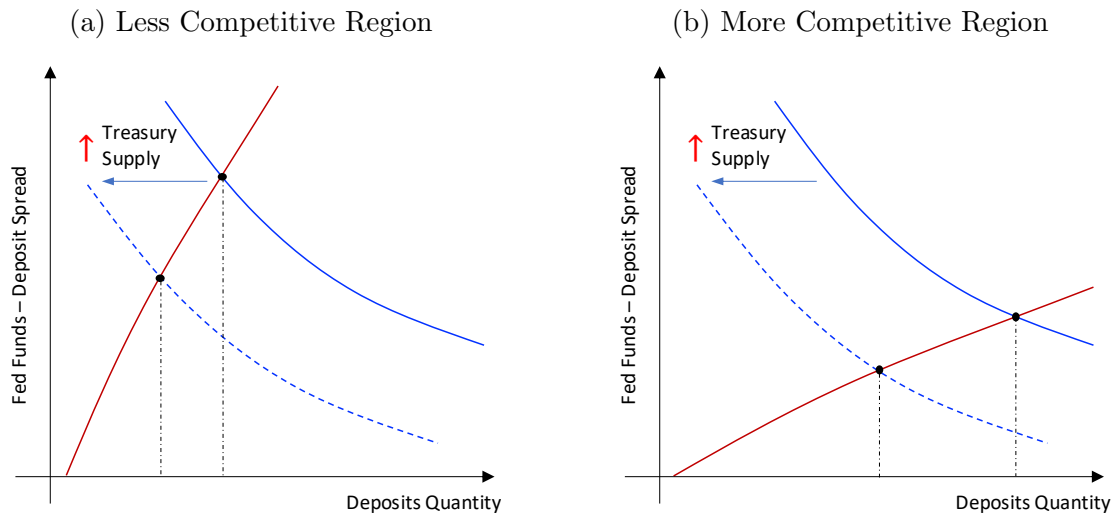 (a) Less Competitive Region
Treasury
Supply
Fed Funds – Deposit Spread
Deposits Quantity
(b) More Competitive Region
Treasury
Supply
Fed Funds – Deposit Spread
Deposits Quantity